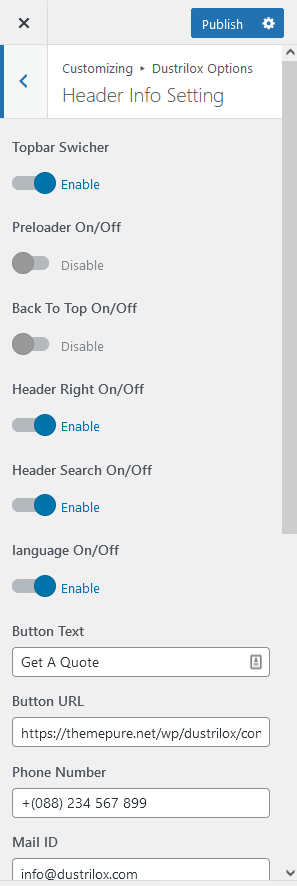 Publish
Customizing ▸ Dustrilox Options
Header Info Setting
Topbar Swicher
Enable
Preloader On/Off
Disable
Back To Top On/Off
Disable
Header Right On/Off
Enable
Header Search On/Off
Enable
language On/Off
Enable
Button Text
Get A Quote
Button URL
https://themepure.net/wp/dustrilox/con
Phone Number
+(088) 234 567 899
Mail ID
info@dustrilox.com